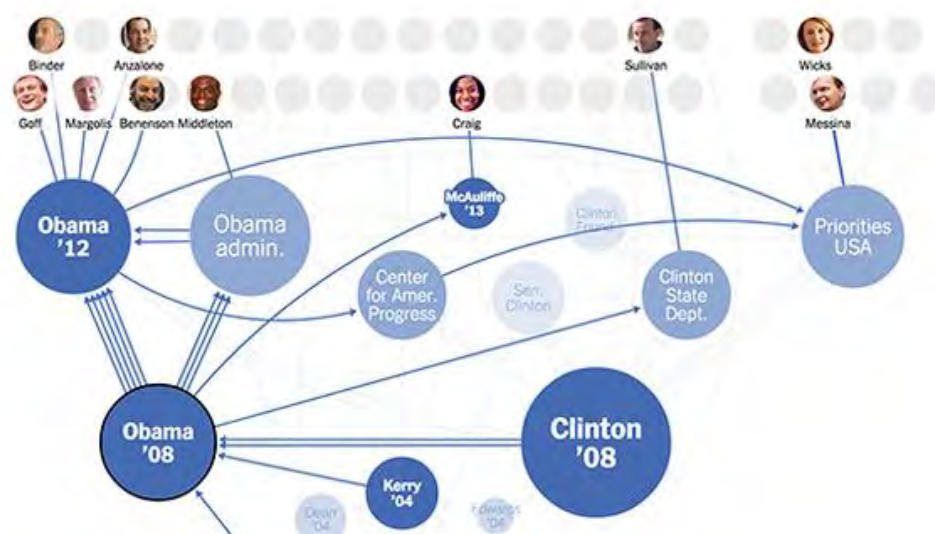 Binder
Anzalone
Sullivan
Wicks
Goff
Margolis
Benenson
Middleton
Craig
Messina
Obama
'12
Obama
admin.
McAuliffe
'13
Clinton
Found.
Priorities
USA
Center
for Amer.
Progress
Sen.
Clinton
Clinton
State
Dept.
Obama
'08
Clinton
'08
Kerry
'04
Dean
'04
Edwards
'04